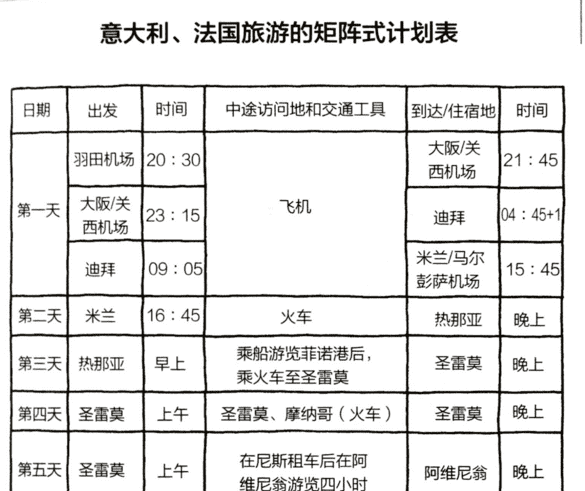 意大利、法国旅游的矩阵式计划表
日期 出发 时间 中途访问地和交通工具 到达/住宿地 时间
第一天 羽田机场 20：30 飞机 大阪/关
西机场 21：45
大阪/关
西机场 23：15 迪拜 04：45+1
迪拜 09：05 米兰/马尔
彭萨机场 15：45
第二天 米兰 16：45 火车 热那亚 晚上
第三天 热那亚 早上 乘船游览菲诺港后，
乘火车至圣雷莫 圣雷莫 晚上
第四天 圣雷莫 上午 圣雷莫、摩纳哥（火车） 圣雷莫 晚上
第五天 圣雷莫 上午 在尼斯租车后在阿
维尼翁游览四小时 阿维尼翁 晚上